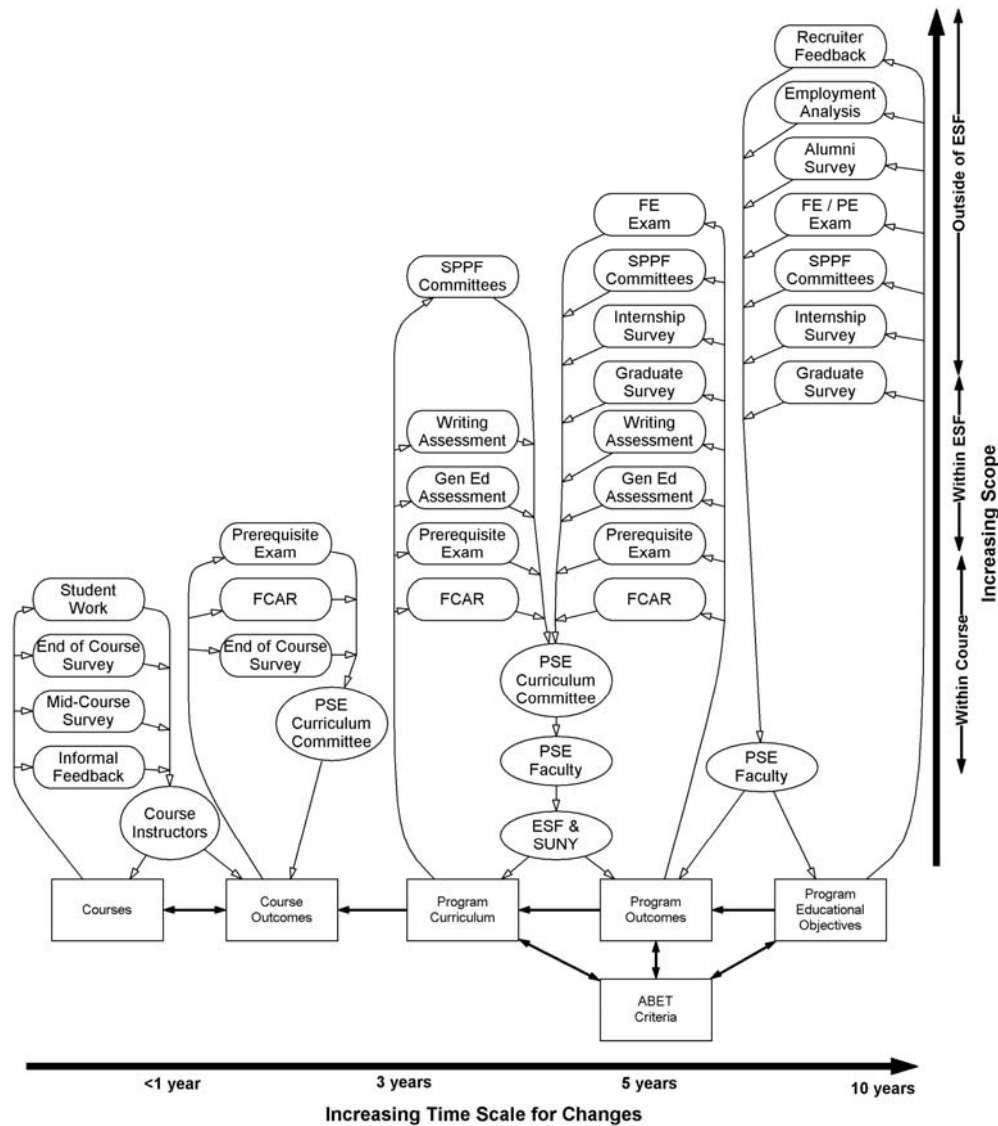 Recruiter
Feedback
Employment
Analysis
Alumni
Survey
FE / PE
Exam
SPPF
Committees
Internship
Survey
Graduate
Survey
FE
Exam
SPPF
Committees
Internship
Survey
Graduate
Survey
Writing
Assessment
Gen Ed
Assessment
Prerequisite
Exam
FCAR
SPPF
Committees
Writing
Assessment
Gen Ed
Assessment
Prerequisite
Exam
FCAR
Prerequisite
Exam
FCAR
End of Course
Survey
Student
Work
End of Course
Survey
Mid-Course
Survey
Informal
Feedback
Course
Instructors
PSE
Curriculum
Committee
PSE
Curriculum
Committee
PSE
Faculty
ESF &
SUNY
PSE
Faculty
Courses
Course
Outcomes
Program
Curriculum
Program
Outcomes
Program
Educational
Objectives
ABET
Criteria
Outside of ESF
Within ESF
Within Course
Increasing Scope
<1 year
3 years
5 years
10 years
Increasing Time Scale for Changes